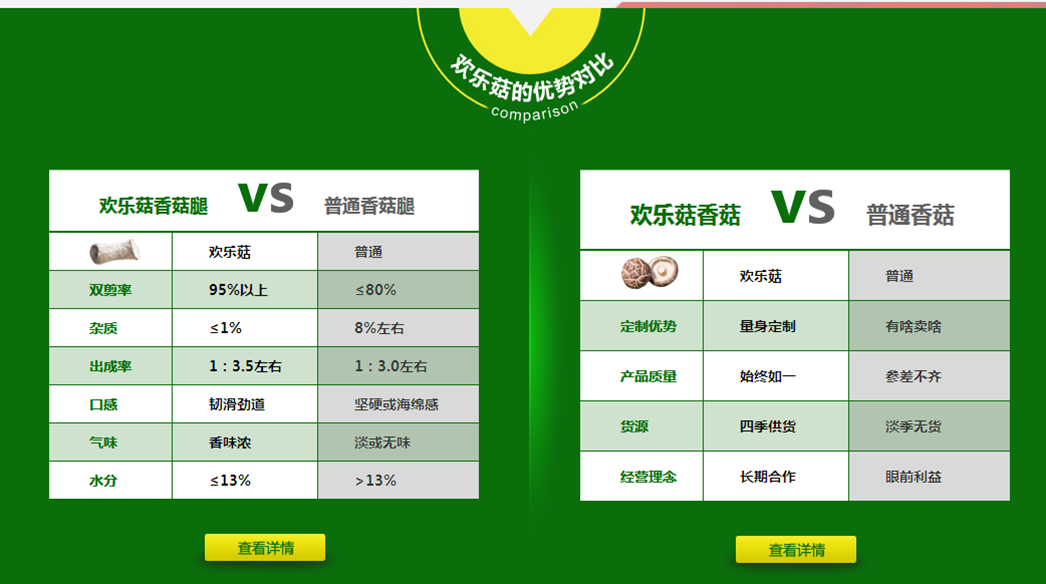 欢乐菇的优势对比
comparison
欢乐菇香菇腿 VS 普通香菇腿
欢乐菇 普通
双剪率 95%以上 ≤80%
杂质 ≤1% 8%左右
出成率 1：3.5左右 1：3.0左右
口感 韧滑劲道 坚硬或海绵感
气味 香味浓 淡或无味
水分 ≤13% >13%
查看详情
欢乐菇香菇 VS 普通香菇
欢乐菇 普通
定制优势 量身定制 有啥卖啥
产品质量 始终如一 参差不齐
货源 四季供货 淡季无货
经营理念 长期合作 眼前利益
查看详情